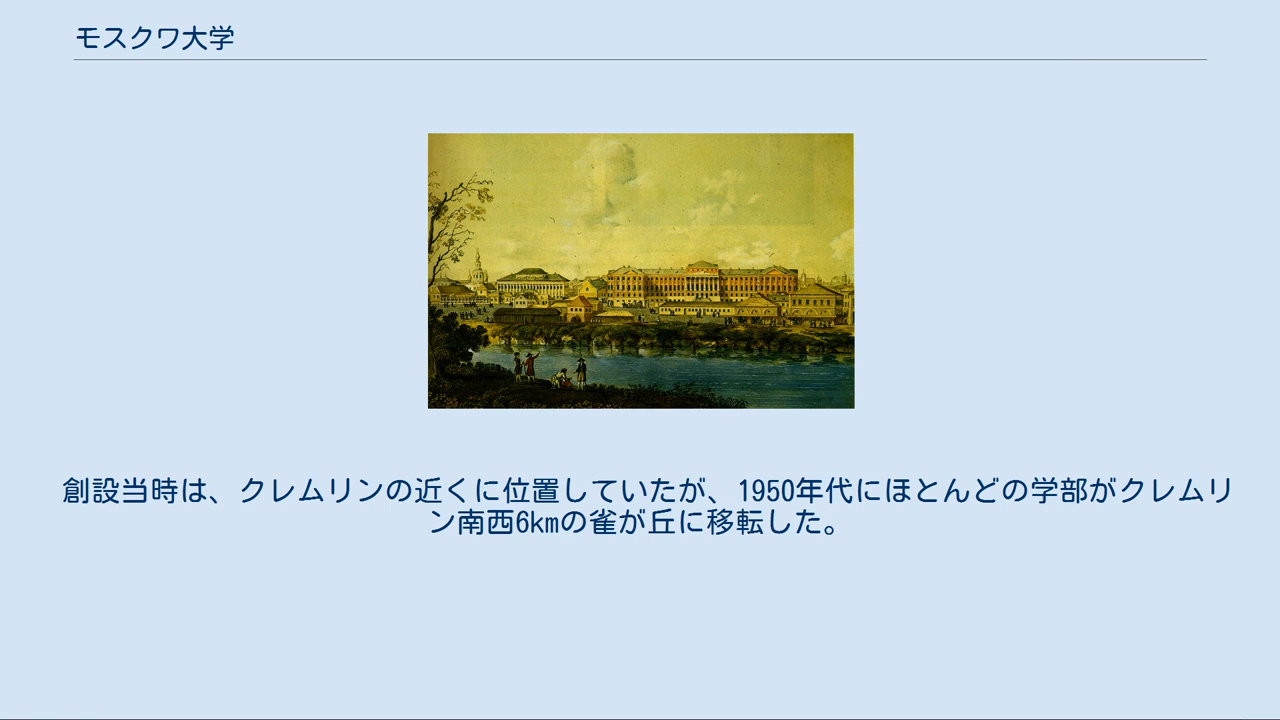 モスクワ大学
創設当時は、クレムリンの近くに位置していたが、1950年代にほとんどの学部がクレムリ
ン南西6kmの雀が丘に移転した。